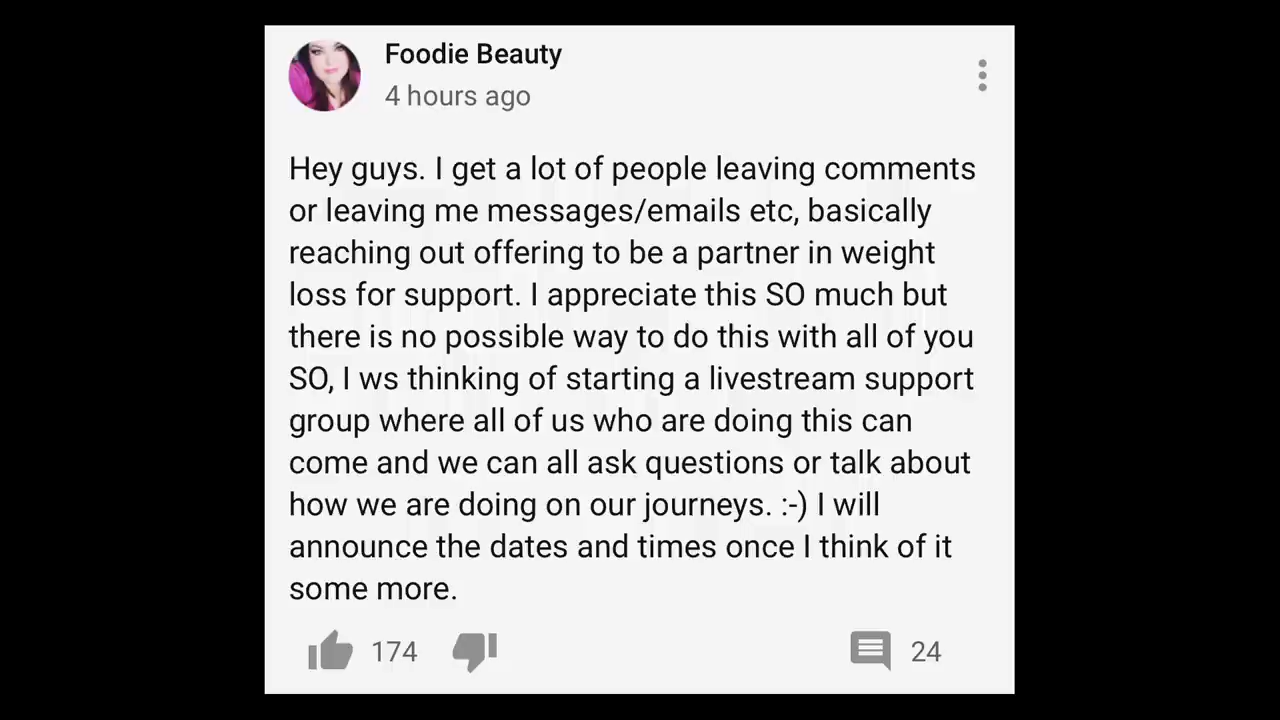 Foodie Beauty
4 hours ago
Hey guys. I get a lot of people leaving comments
or leaving me messages/emails etc, basically
reaching out offering to be a partner in weight
loss for support. I appreciate this SO much but
there is no possible way to do this with all of you
SO, I ws thinking of starting a livestream support
group where all of us who are doing this can
come and we can all ask questions or talk about
how we are doing on our journeys. :-) I will
announce the dates and times once I think of it
some more.
174 24